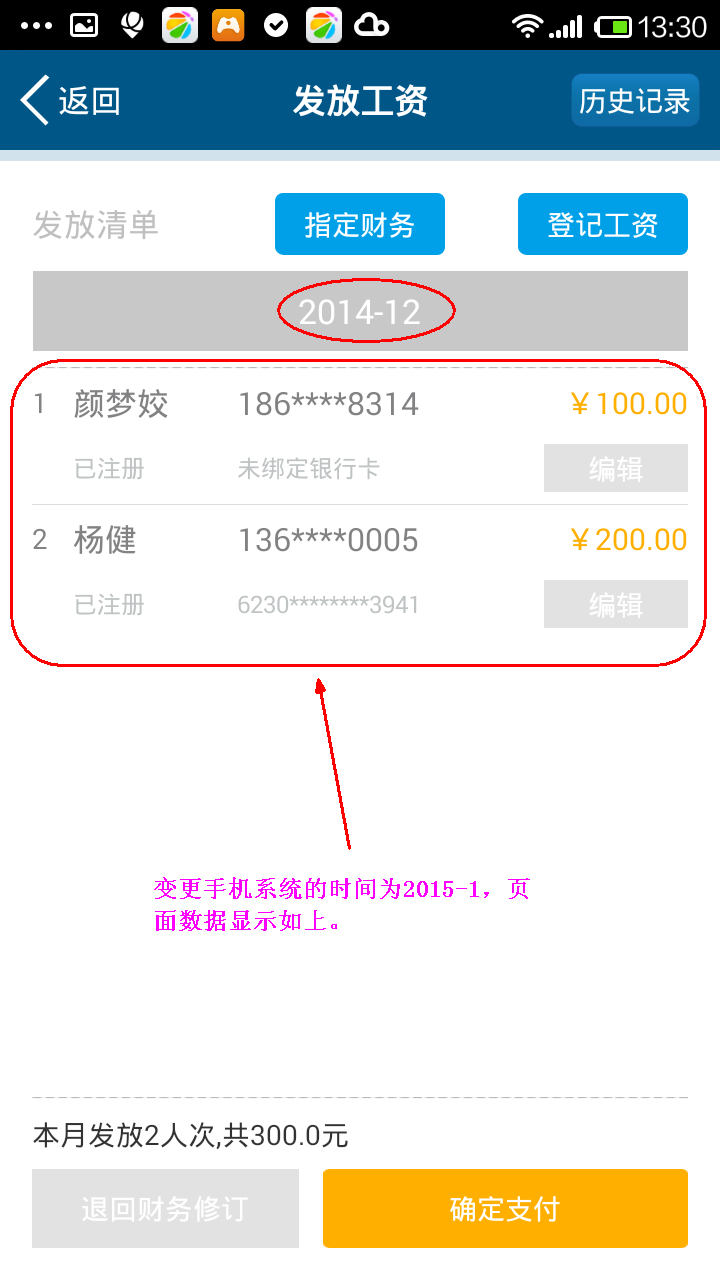 13:30
返回
发放工资
历史记录
发放清单
指定财务
登记工资
2014-12
1 颜梦姣 186****8314 ￥100.00
已注册 未绑定银行卡 编辑
2 杨健 136****0005 ￥200.00
已注册 6230********3941 编辑
变更手机系统的时间为2015-1，页
面数据显示如上。
本月发放2人次,共300.0元
退回财务修订
确定支付